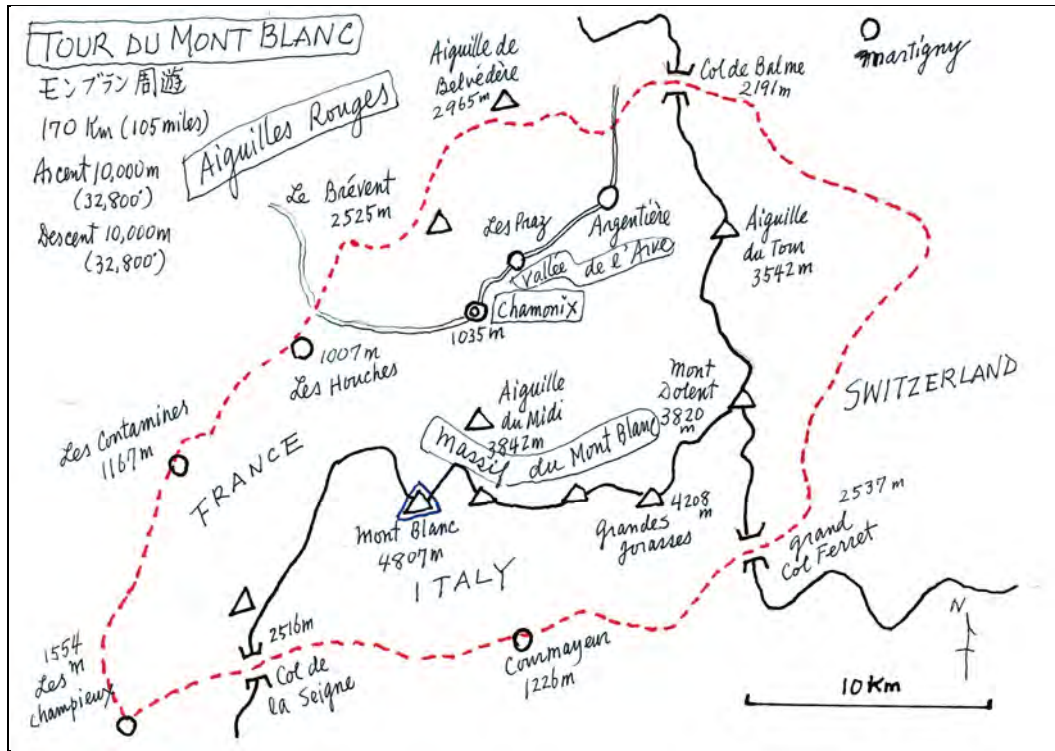 TOUR DU MONT BLANC
モンブラン周遊
170 Km (105 miles)
Ascent 10,000m
(32,800')
Descent 10,000m
(32,800')
Aiguilles Rouges
Aiguille de
Belvédère
2965m
Col de Balme
2191m
Martigny
Le Brévent
2525m
Les Praz
Argentière
Vallée
de l'Arve
Chamonix
1035m
Aiguille
du Tour
3542m
1007m
Les Houches
Les Contamines
1167m
FRANCE
Aiguille
du Midi
3842m
Massif du Mont Blanc
Mont
Dolent
3820
m
SWITZERLAND
Mont Blanc
4807m
Grandes
Jorasses
4208
m
2537m
Grand
Col Ferret
ITALY
1554
m
Les
Champieux
2516m
Col de
la Seigne
Courmayeur
1226m
N
10 Km